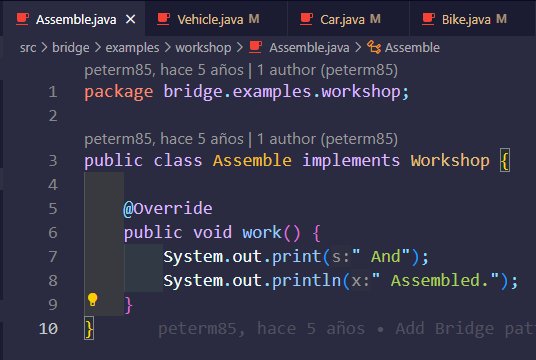 Assemble.java × Vehicle.java M Car.java M Bike.java M
src > bridge > examples > workshop > Assemble.java > Assemble
peterm85, hace 5 años | 1 author (peterm85)
1 package bridge.examples.workshop;
2
peterm85, hace 5 años | 1 author (peterm85)
3 public class Assemble implements Workshop {
4
5 @Override
6 public void work() {
7 System.out.print(s:" And");
8 System.out.println(x:" Assembled.");
9 }
10 } peterm85, hace 5 años • Add Bridge pat